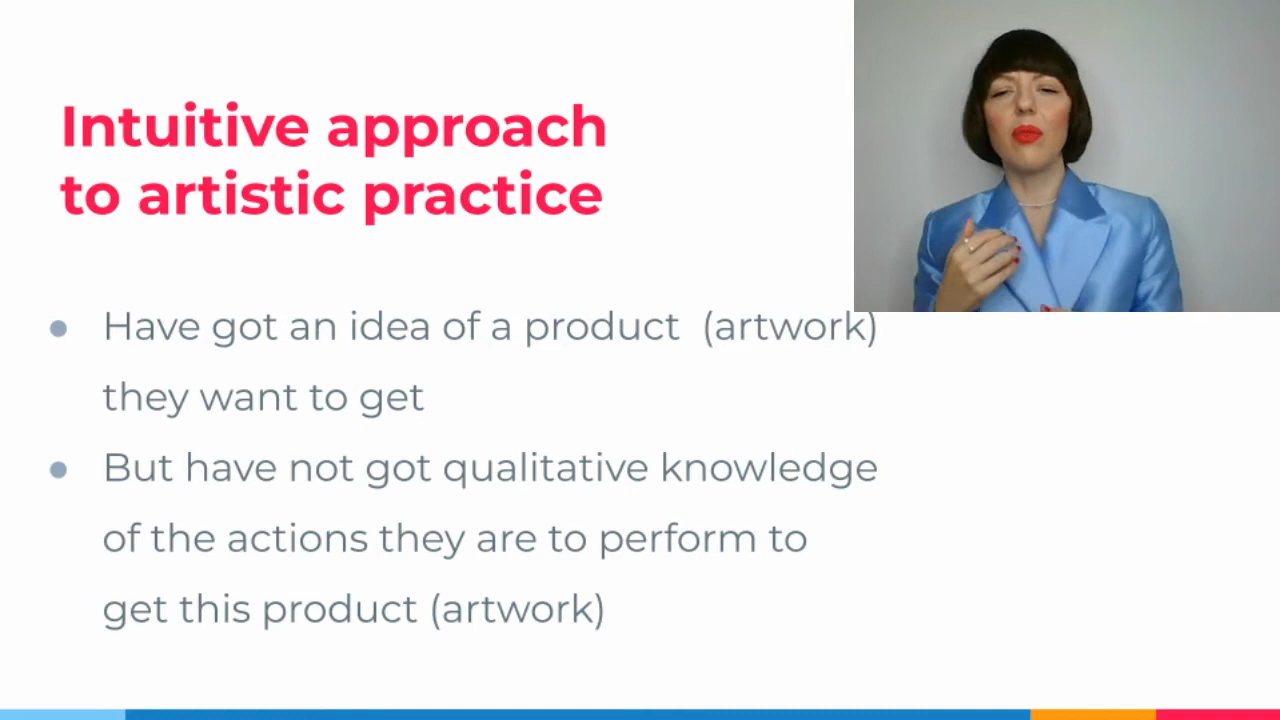 Intuitive approach
to artistic practice
● Have got an idea of a product (artwork)
they want to get
● But have not got qualitative knowledge
of the actions they are to perform to
get this product (artwork)